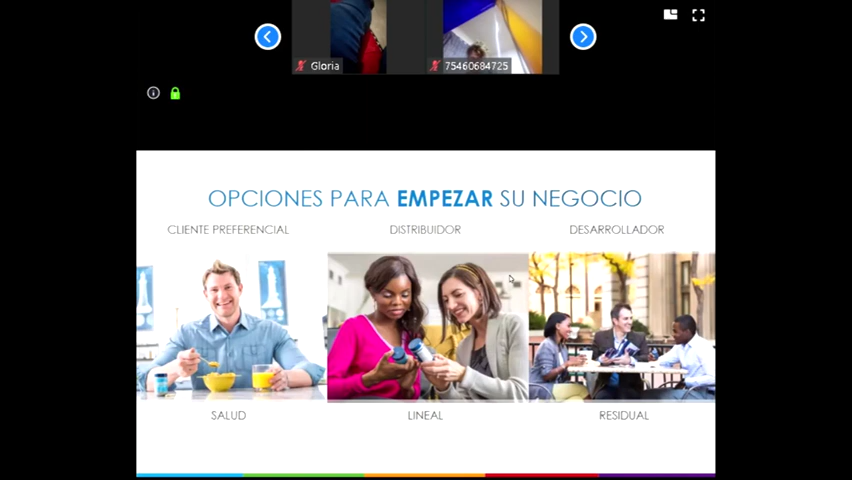 Gloria
75460684725
OPCIONES PARA EMPEZAR SU NEGOCIO
CLIENTE PREFERENCIAL
DISTRIBUIDOR
DESARROLLADOR
SALUD
LINEAL
RESIDUAL